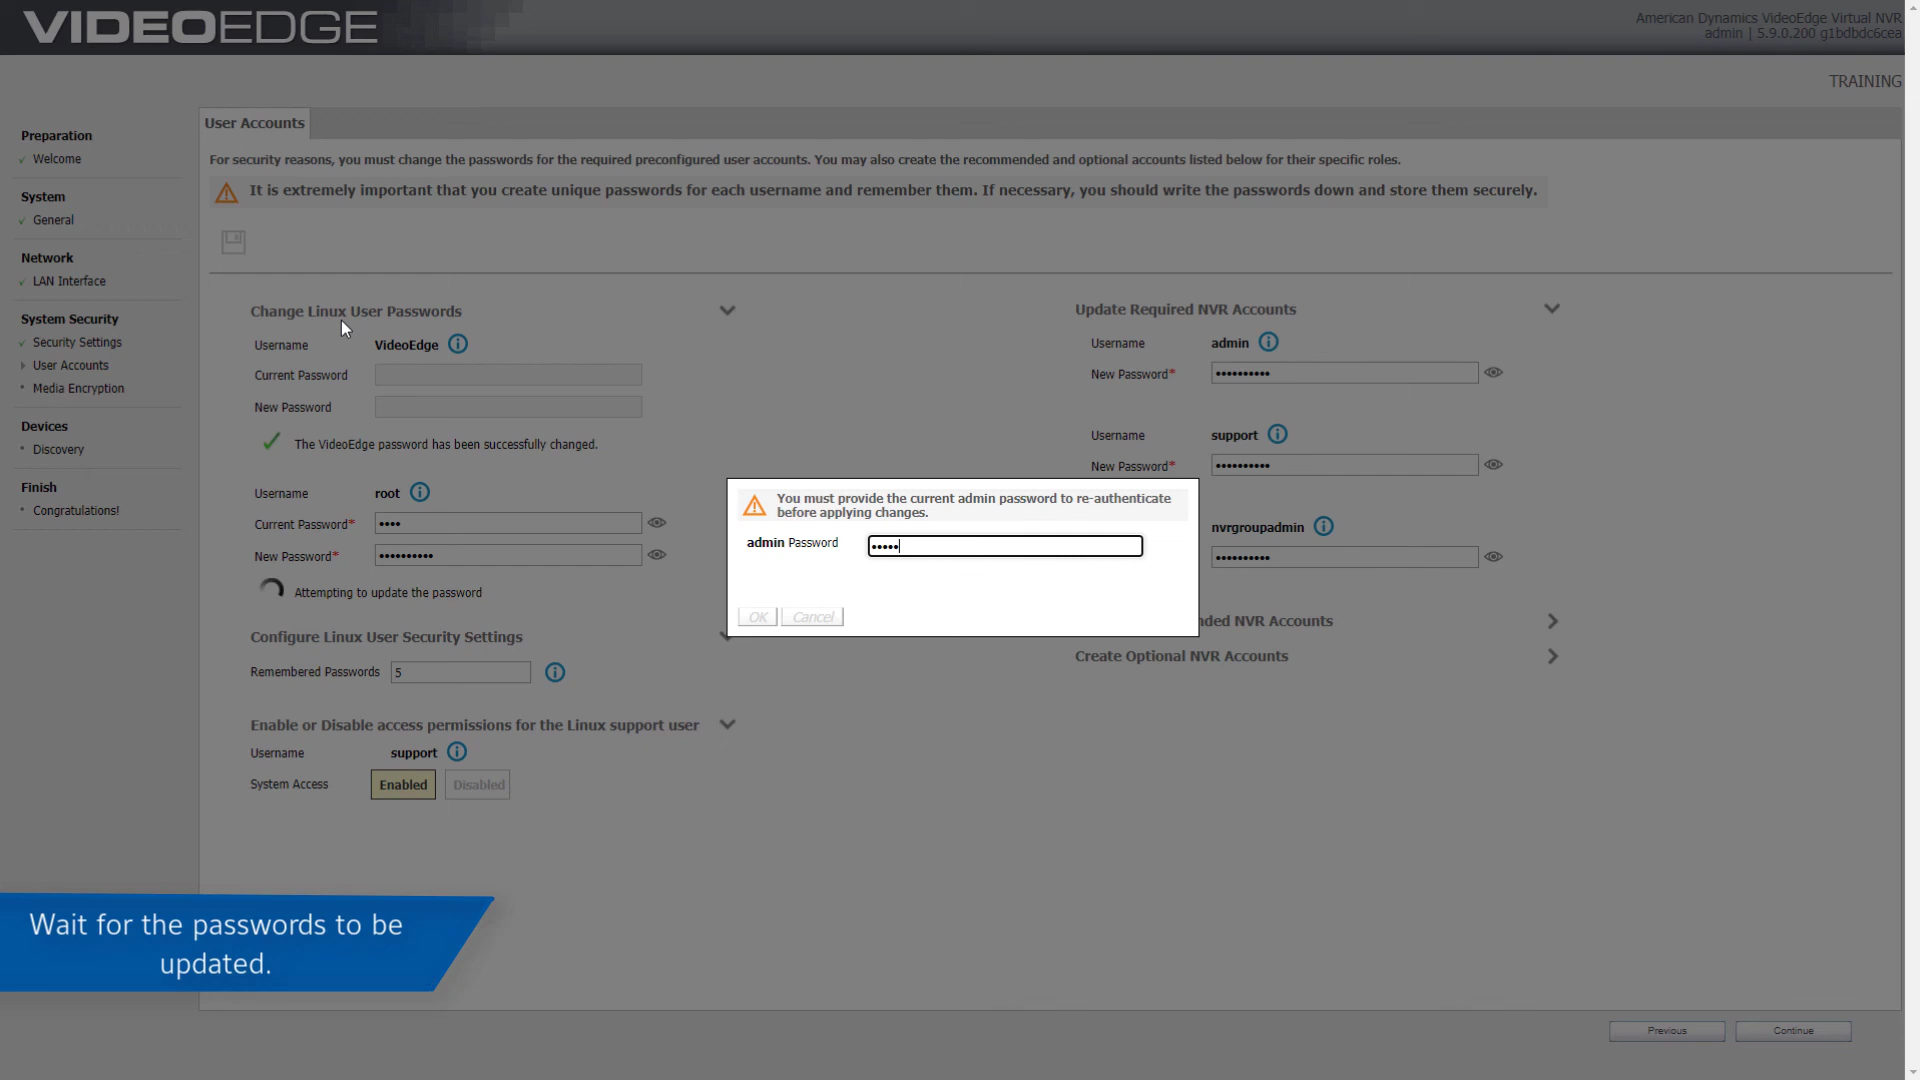 VIDEOEDGE
American Dynamics VideoEdge Virtual NVR
admin | 5.9.0.200 g1bdbdc6cea
TRAINING
Preparation
Welcome
System
General
Network
LAN Interface
System Security
Security Settings
User Accounts
Media Encryption
Devices
Discovery
Finish
Congratulations!
User Accounts
For security reasons, you must change the passwords for the required preconfigured user accounts. You may also create the recommended and optional accounts listed below for their specific roles.
It is extremely important that you create unique passwords for each username and remember them. If necessary, you should write the passwords down and store them securely.
Change Linux User Passwords
Username VideoEdge
Current Password
New Password
The VideoEdge password has been successfully changed.
Username root
Current Password* ••••
New Password* ••••••••••
Attempting to update the password
Configure Linux User Security Settings
Remembered Passwords 5
Enable or Disable access permissions for the Linux support user
Username support
System Access Enabled Disabled
Update Required NVR Accounts
Username admin
New Password* ••••••••••
Username support
New Password* ••••••••••
nvrgroupadmin
••••••••••
nded NVR Accounts
Create Optional NVR Accounts
You must provide the current admin password to re-authenticate
before applying changes.
admin Password •••••
OK Cancel
Wait for the passwords to be
updated.
Previous Continue